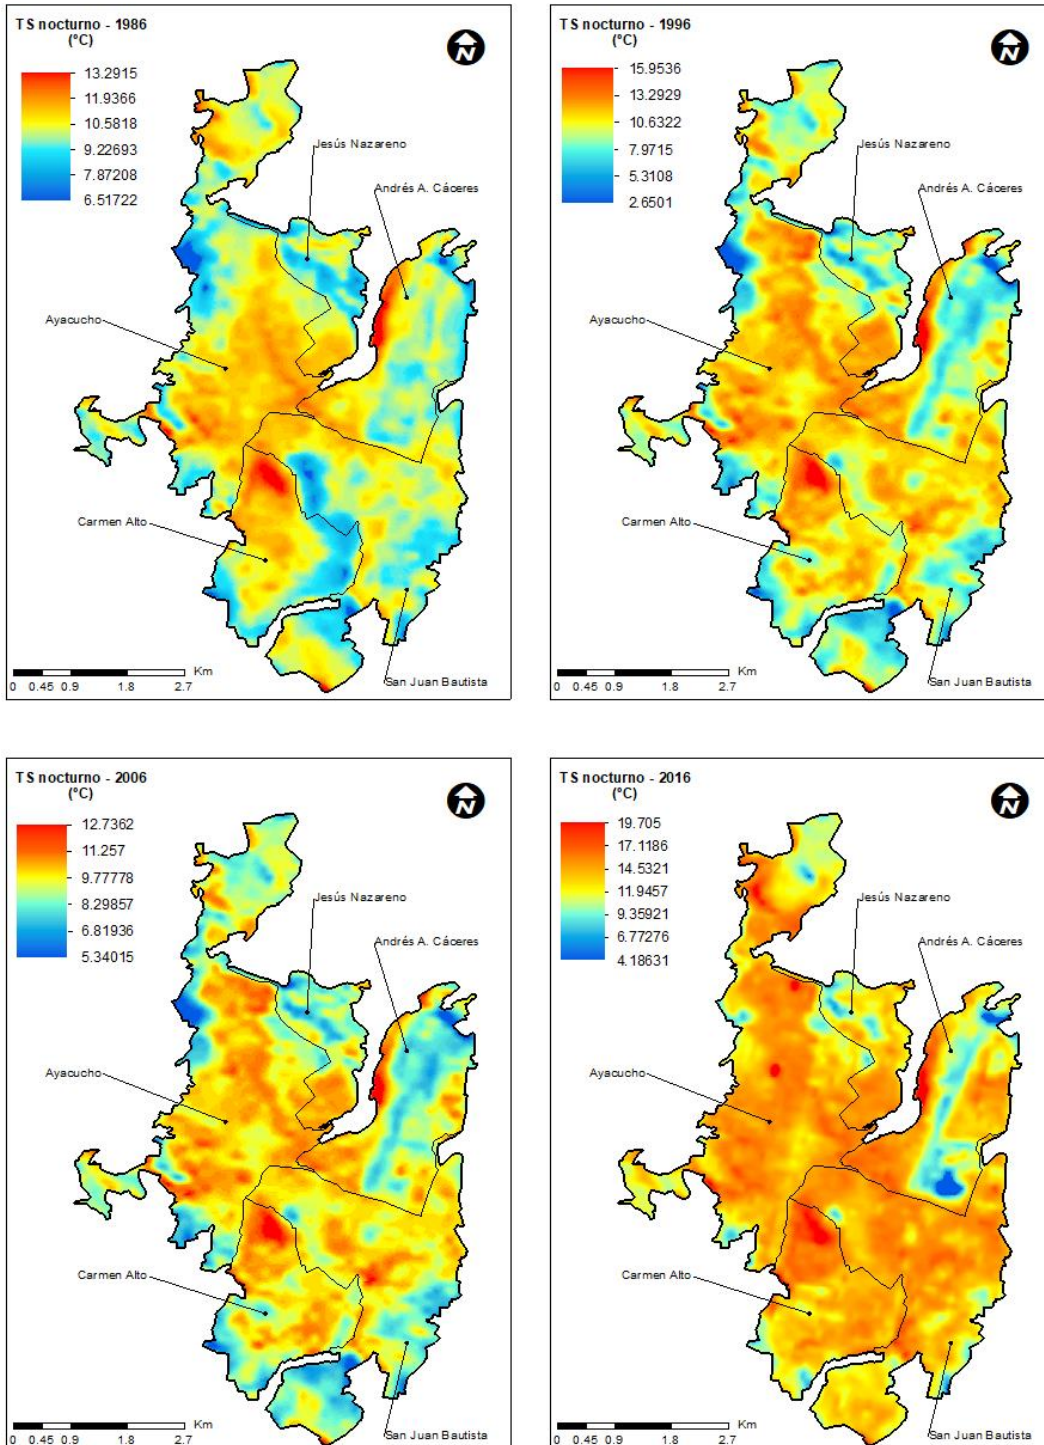 TS nocturno - 1986
(°C)
N
13.2915
11.9366
10.5818
9.22693
7.87208
6.51722
Jesús Nazareno
Andrés A. Cáceres
Ayacucho
Carmen Alto
San Juan Bautista
Km
0 0.45 0.9 1.8 2.7
TS nocturno - 1996
(°C)
N
15.9536
13.2929
10.6322
7.9715
5.3108
2.6501
Jesús Nazareno
Andrés A. Cáceres
Ayacucho
Carmen Alto
San Juan Bautista
Km
0 0.45 0.9 1.8 2.7
TS nocturno - 2006
(°C)
N
12.7362
11.257
9.77778
8.29857
6.81936
5.34015
Jesús Nazareno
Andrés A. Cáceres
Ayacucho
Carmen Alto
San Juan Bautista
Km
0 0.45 0.9 1.8 2.7
TS nocturno - 2016
(°C)
N
19.705
17.1186
14.5321
11.9457
9.35921
6.77276
4.18631
Jesús Nazareno
Andrés A. Cáceres
Ayacucho
Carmen Alto
San Juan Bautista
Km
0 0.45 0.9 1.8 2.7